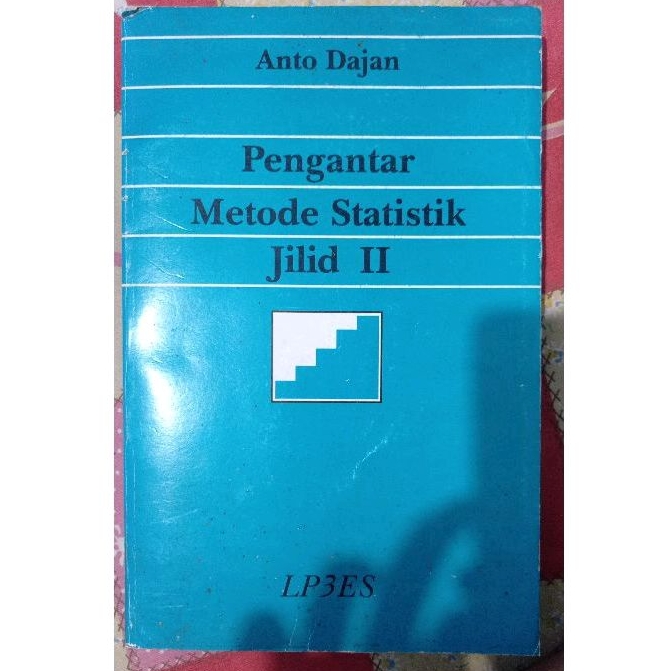 Anto Dajan
Pengantar
Metode Statistik
Jilid II
LP3ES